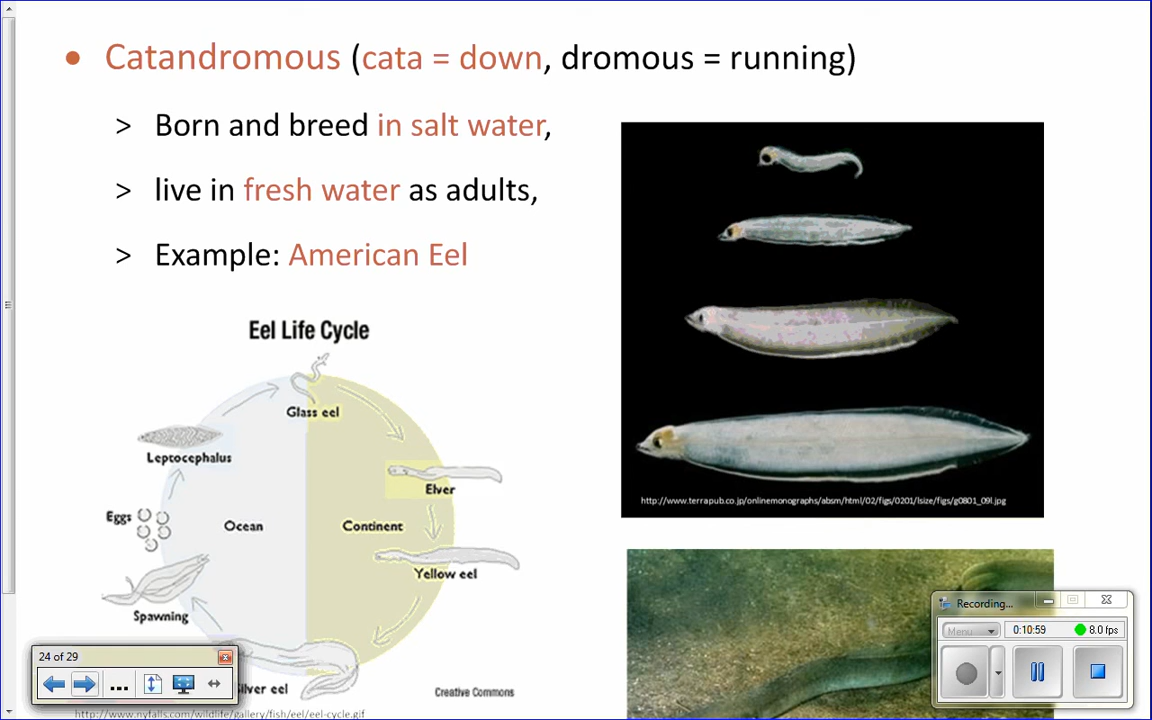 • Catandromous (cata = down, dromous = running)
> Born and breed in salt water,
> live in fresh water as adults,
> Example: American Eel
Eel Life Cycle
Glass eel
Leptocephalus
Elver
Eggs
Ocean
Continent
Yellow eel
Spawning
Silver eel
Creative Commons
http://www.nyfalls.com/wildlife/gallery/fish/eel/eel-cycle.gif
http://www.terrapub.co.jp/onlinemonographs/absm/html/02/figs/0201/lsize/figs/g0801_09l.jpg
24 of 29
...
Recording...
Menu
0:10:59
8.0 fps